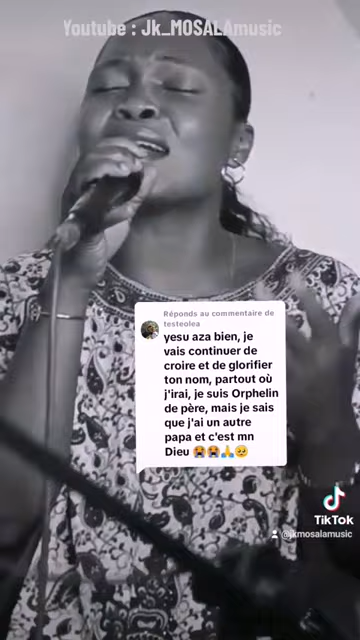 Youtube : Jk_MOSALAmusic
Réponds au commentaire de
testeolea
yesu aza bien, je
vais continuer de
croire et de glorifier
ton nom, partout où
j'irai, je suis Orphelin
de père, mais je sais
que j'ai un autre
papa et c'est mn
Dieu 😭😭🙏🥺
TikTok
@jkmosalamusic